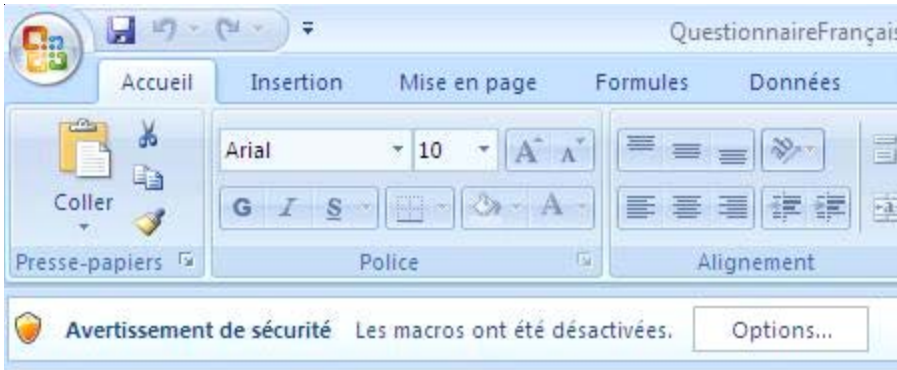 QuestionnaireFrançais
Accueil Insertion Mise en page Formules Données
Arial 10 A A
Coller
G I S A
a
Presse-papiers Police Alignement
Avertissement de sécurité Les macros ont été désactivées. Options...